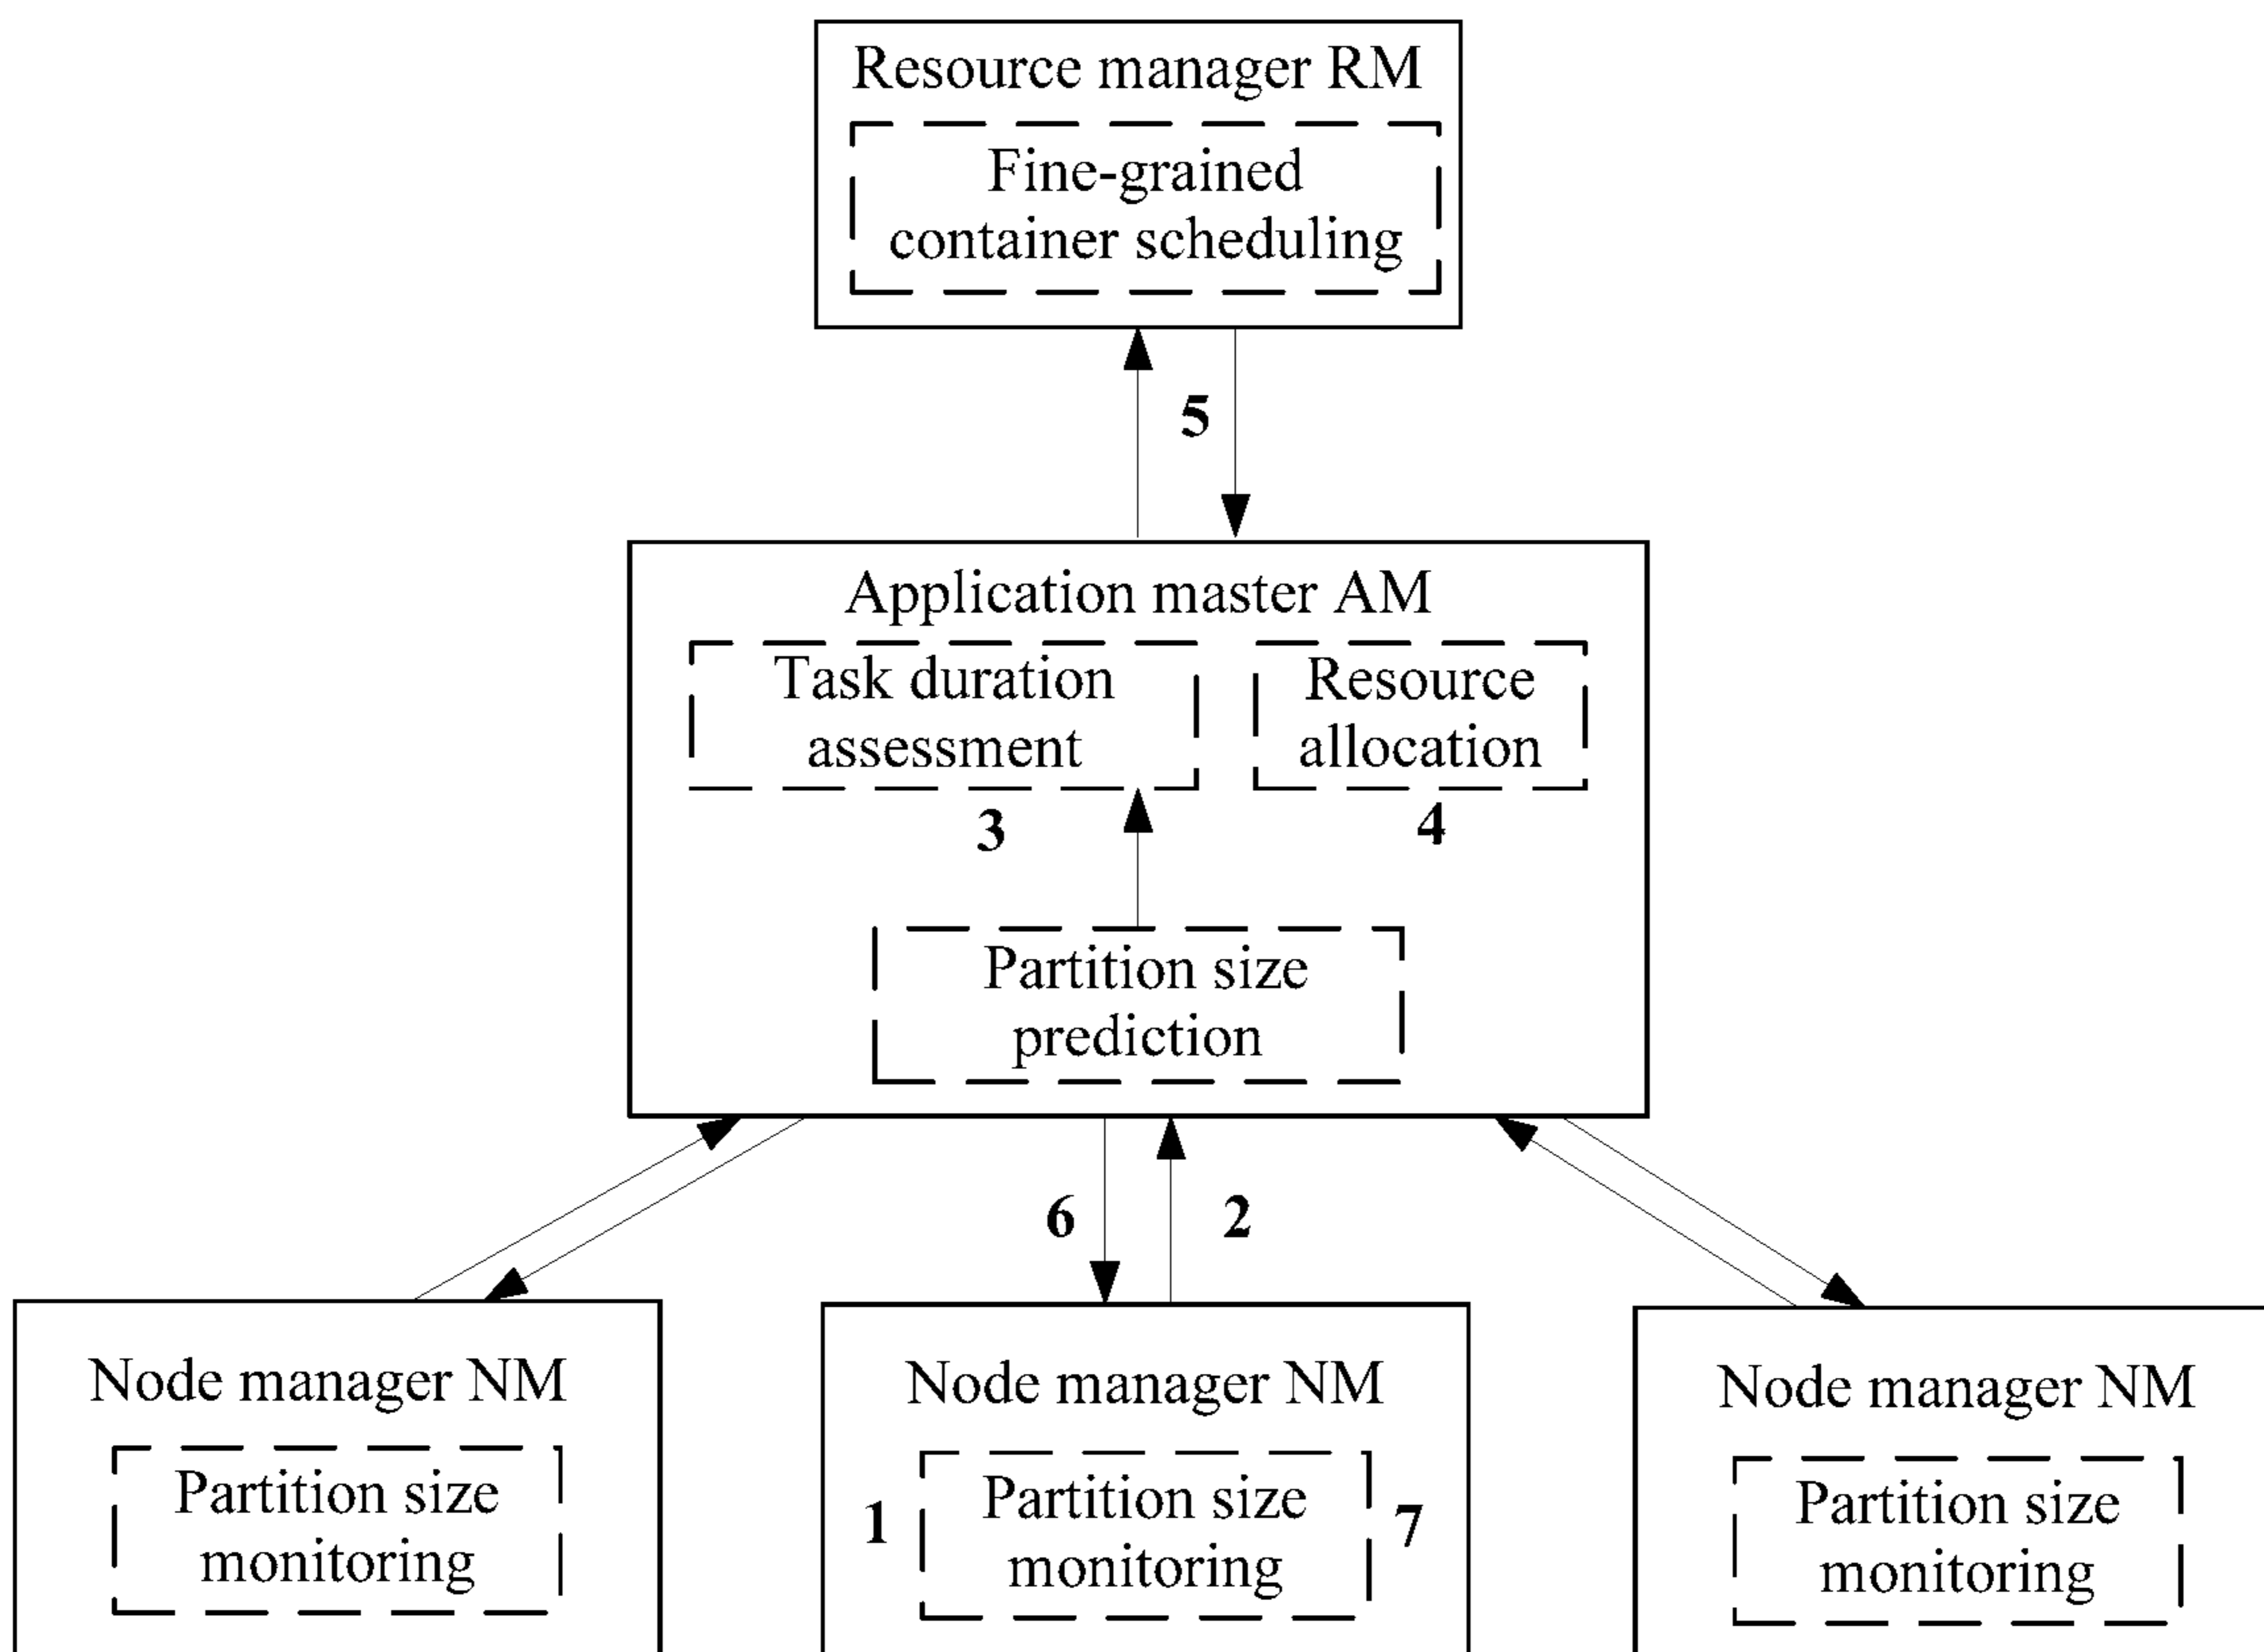 Resource manager RM
Fine-grained
container scheduling
5
Application master AM
Task duration
assessment
Resource
allocation
3
4
Partition size
prediction
6
2
Node manager NM
Partition size
monitoring
Node manager NM
1
Partition size
monitoring
7
Node manager NM
Partition size
monitoring